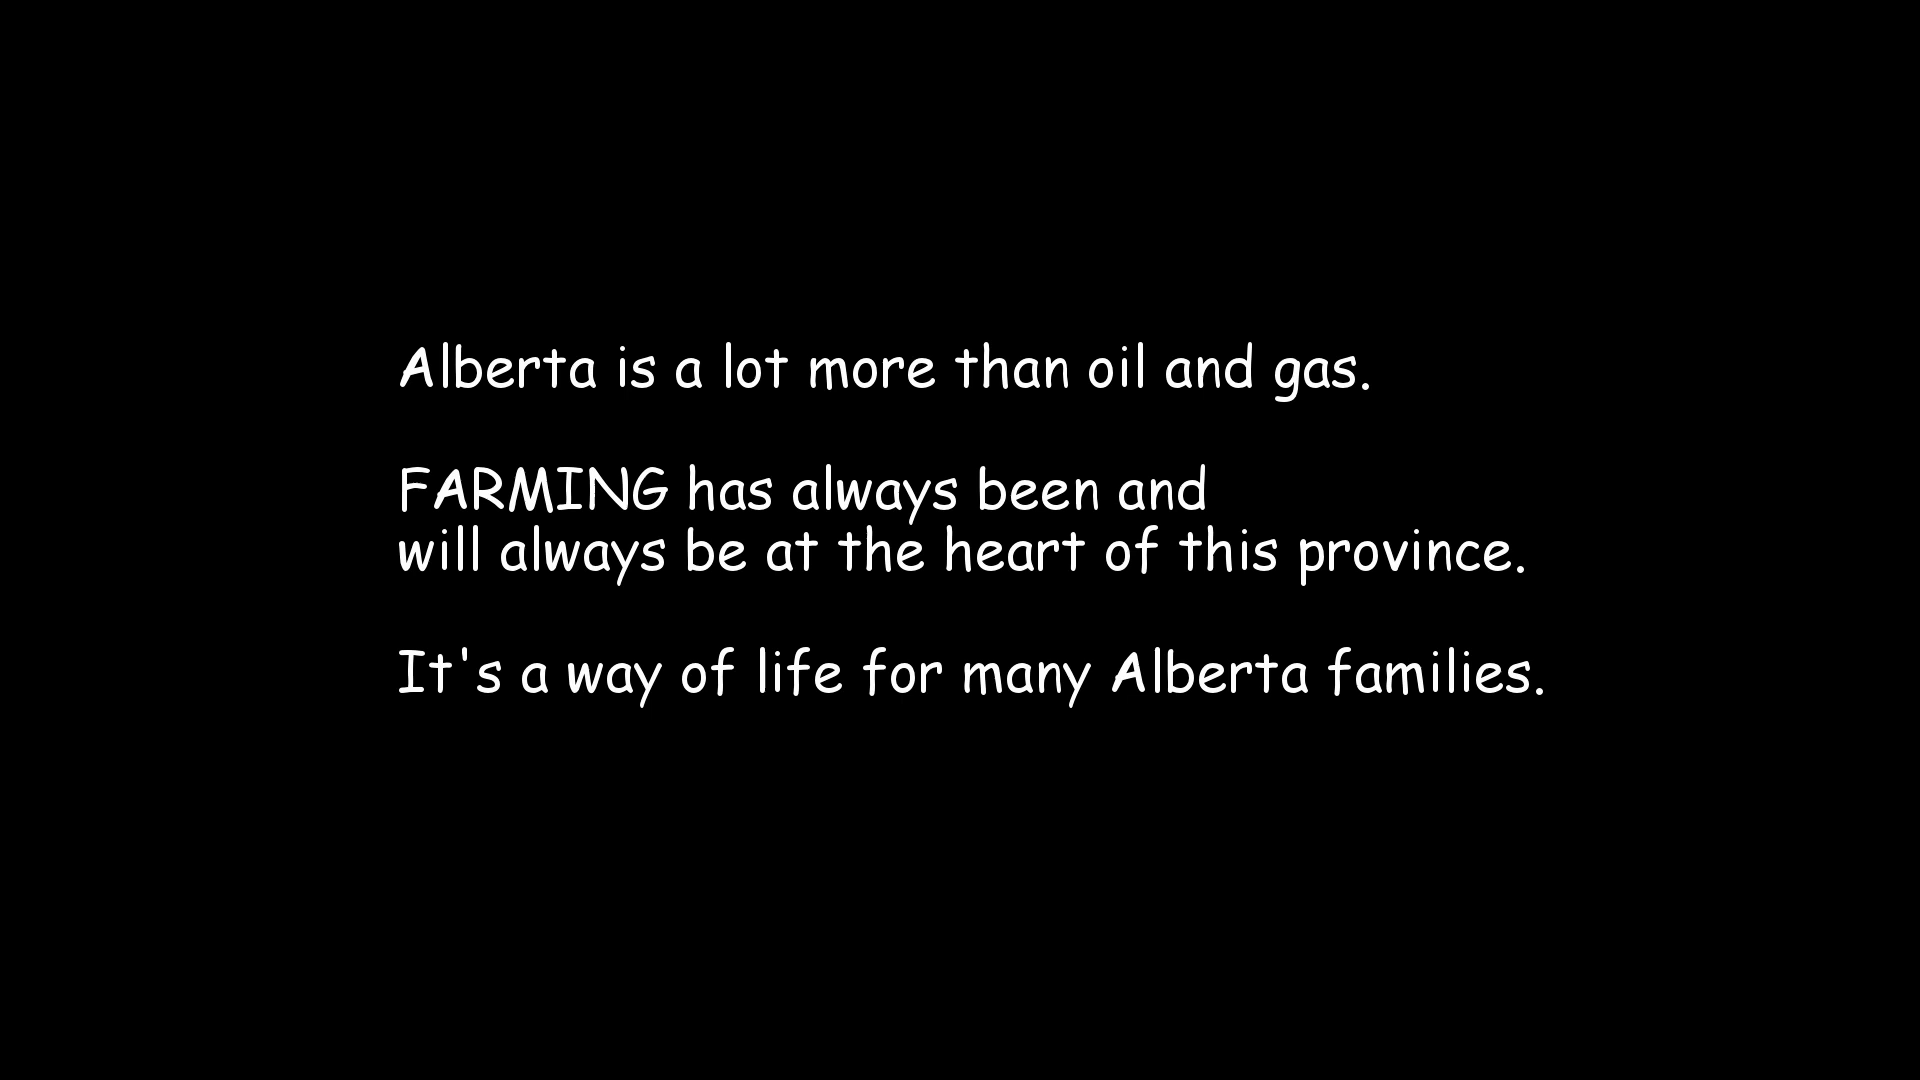 Alberta is a lot more than oil and gas.
FARMING has always been and
will always be at the heart of this province.
It's a way of life for many Alberta families.